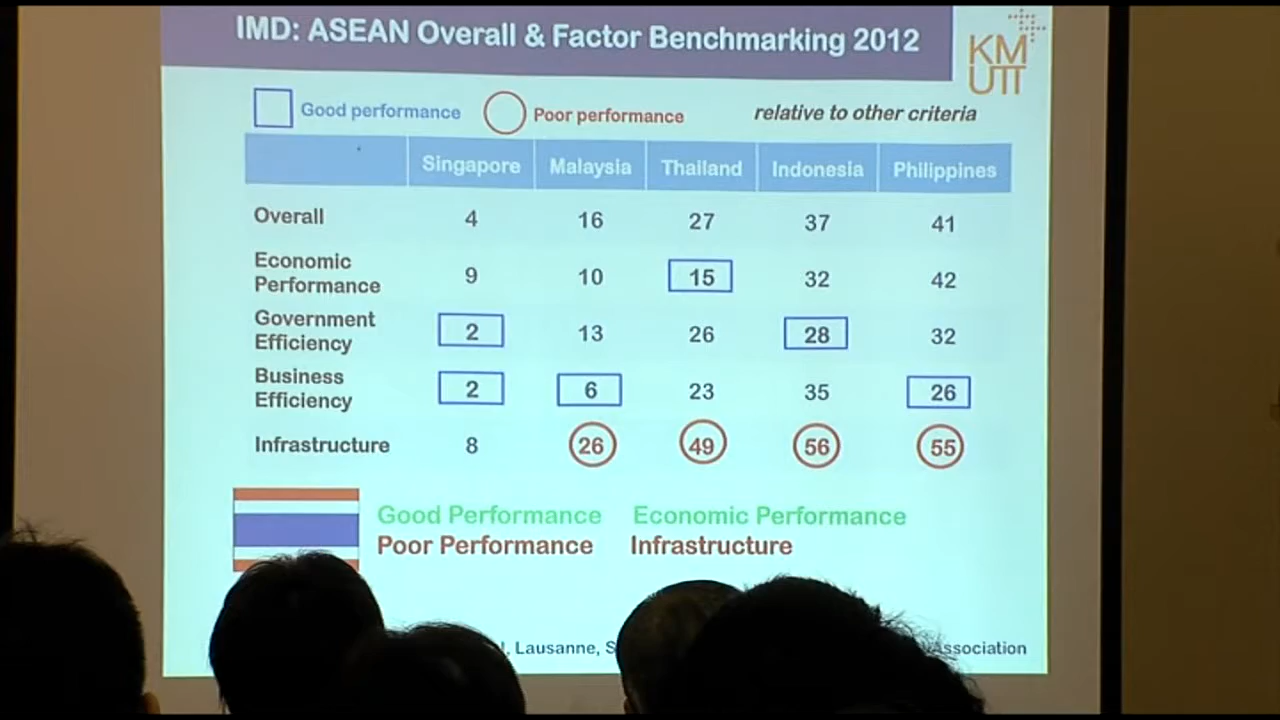 IMD: ASEAN Overall & Factor Benchmarking 2012
KM
UTT
Good performance Poor performance relative to other criteria
Singapore Malaysia Thailand Indonesia Philippines
Overall 4 16 27 37 41
Economic
Performance 9 10 15 32 42
Government
Efficiency 2 13 26 28 32
Business
Efficiency 2 6 23 35 26
Infrastructure 8 26 49 56 55
Good Performance Economic Performance
Poor Performance Infrastructure
Lausanne, Association